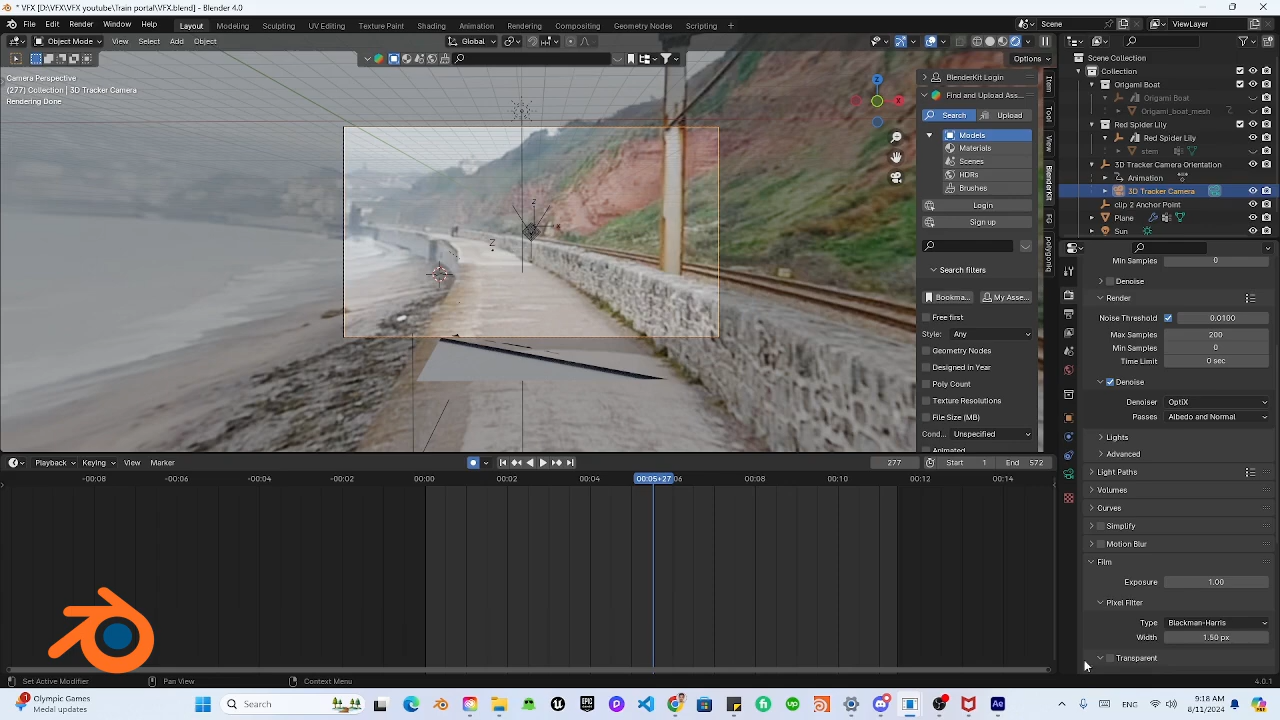 * VFX [D:\VFX\VFX youtube\Train portal\VFX.blend] - Blender 4.0
File Edit Render Window Help Layout Modeling Sculpting UV Editing Texture Paint Shading Animation Rendering Compositing Geometry Nodes Scripting + Scene ViewLayer
Object Mode View Select Add Object Global
Options
Camera Perspective
(277) Collection | 3D Tracker Camera
Rendering Done
Z
X
Z
X
Z
BlenderKit Login
Find and Upload Ass...
Search Upload
Models
Materials
Scenes
HDRs
Brushes
Login
Sign up
Search filters
Bookma... My Asse...
Free first
Style: Any
Geometry Nodes
Designed in Year
Poly Count
Texture Resolutions
File Size (MB)
Cond... Unspecified
Animated
Item
Tool
View
BlenderKit
FG
polygoniq
Scene Collection
Collection
Origami Boat
Origami Boat
Origami_boat_mesh
Red Spider Lily
Red Spider Lily
stem
3D Tracker Camera Orientation
Animation
3D Tracker Camera
clip 2 Anchor Point
Plane
Sun
Min Samples 0
Denoise
Render
Noise Threshold 0.0100
Max Samples 200
Min Samples 0
Time Limit 0 sec
Denoise
Denoiser OptiX
Passes Albedo and Normal
Lights
Advanced
Light Paths
Volumes
Curves
Simplify
Motion Blur
Film
Exposure 1.00
Pixel Filter
Type Blackman-Harris
Width 1.50 px
Transparent
Playback Keying View Marker 277 Start 1 End 572
-00:08 -00:06 -00:04 -00:02 00:00 00:02 00:04 00:05+27 06 00:08 00:10 00:12 00:14
Set Active Modifier Pan View Context Menu 4.0.1
Olympic Games
Medal updates
Search
9:18 AM
8/11/2024